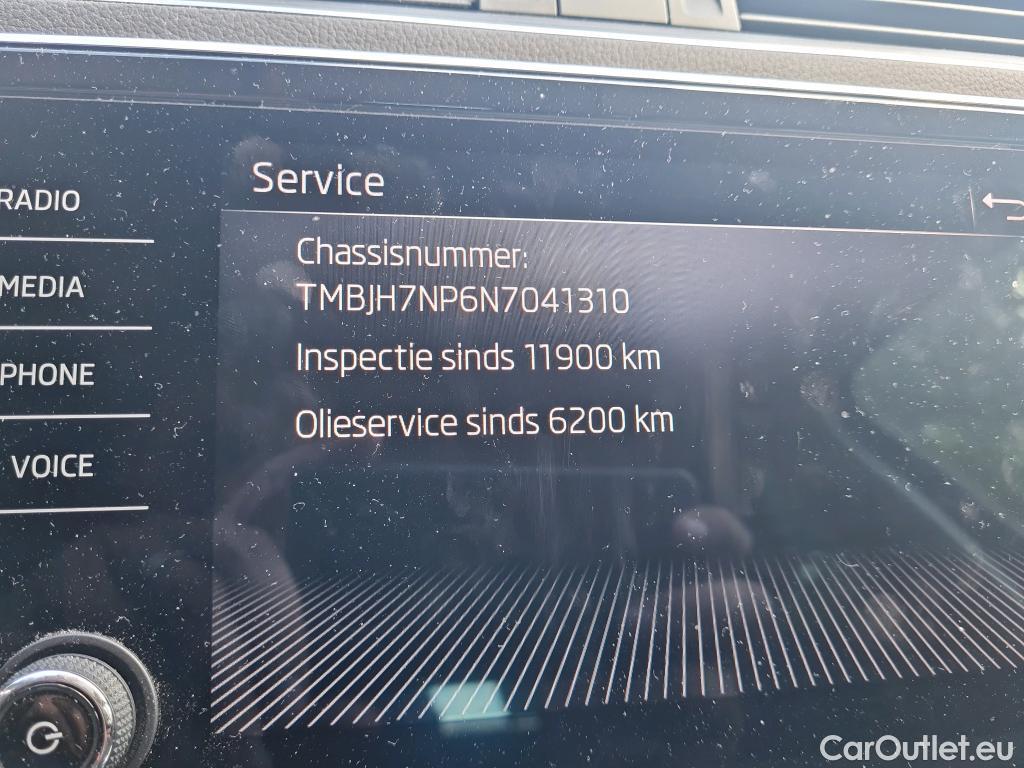 Service
RADIO
MEDIA
PHONE
VOICE
Chassisnummer:
TMBJH7NP6N7041310
Inspectie sinds 11900 km
Olieservice sinds 6200 km
CarOutlet.eu